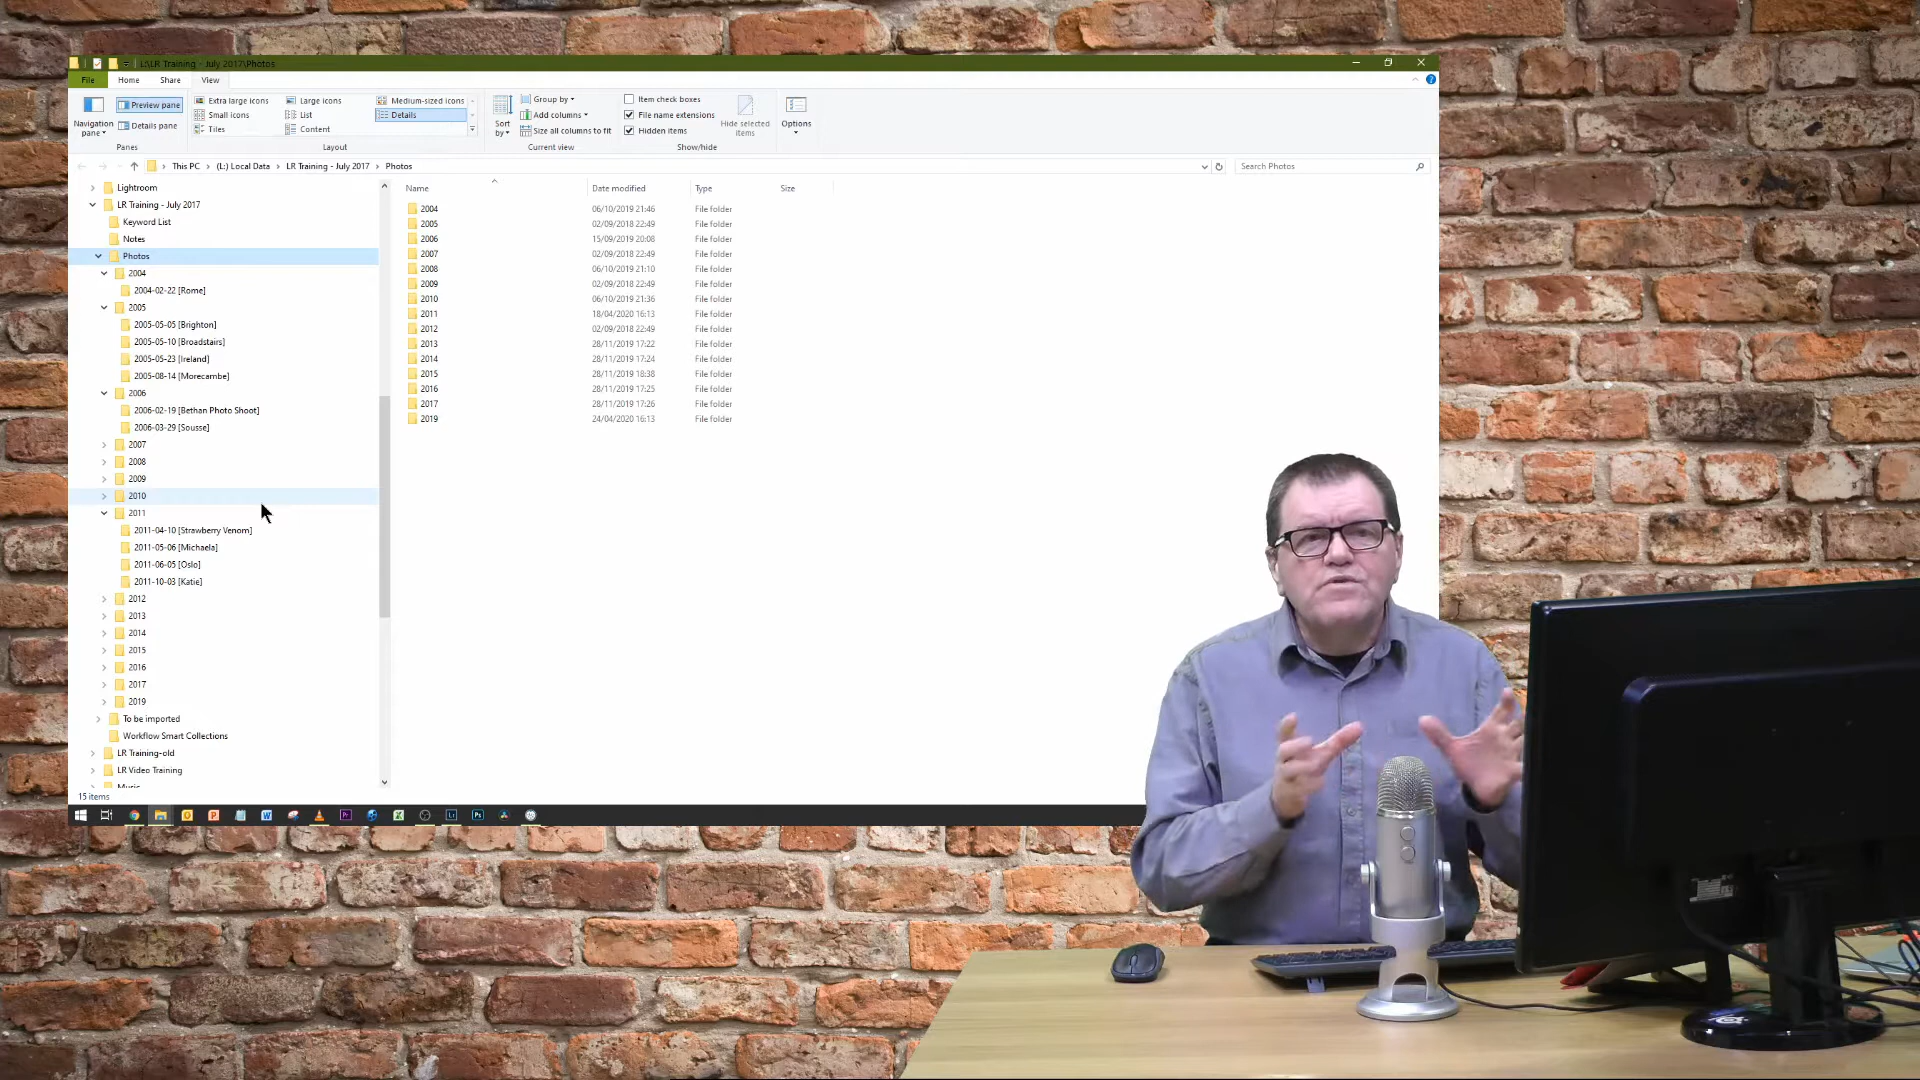 L:\LR Training - July 2017\Photos
File Home Share View
Navigation pane
Preview pane
Details pane
Panes
Extra large icons Large icons Medium-sized icons
Small icons List Details
Tiles Content
Layout
Sort by
Group by
Add columns
Size all columns to fit
Current view
Item check boxes
File name extensions
Hidden items
Hide selected items
Show/hide
Options
This PC > (L:) Local Data > LR Training - July 2017 > Photos
Search Photos
Lightroom
LR Training - July 2017
Keyword List
Notes
Photos
2004
2004-02-22 [Rome]
2005
2005-05-05 [Brighton]
2005-05-10 [Broadstairs]
2005-05-23 [Ireland]
2005-08-14 [Morecambe]
2006
2006-02-19 [Bethan Photo Shoot]
2006-03-29 [Sousse]
2007
2008
2009
2010
2011
2011-04-10 [Strawberry Venom]
2011-05-06 [Michaela]
2011-06-05 [Oslo]
2011-10-03 [Katie]
2012
2013
2014
2015
2016
2017
2019
To be imported
Workflow Smart Collections
LR Training-old
LR Video Training
Music
Name Date modified Type Size
2004 06/10/2019 21:46 File folder
2005 02/09/2018 22:49 File folder
2006 15/09/2019 20:08 File folder
2007 02/09/2018 22:49 File folder
2008 06/10/2019 21:10 File folder
2009 02/09/2018 22:49 File folder
2010 06/10/2019 21:36 File folder
2011 18/04/2020 16:13 File folder
2012 02/09/2018 22:49 File folder
2013 28/11/2019 17:22 File folder
2014 28/11/2019 17:24 File folder
2015 28/11/2019 18:38 File folder
2016 28/11/2019 17:25 File folder
2017 28/11/2019 17:26 File folder
2019 24/04/2020 16:13 File folder
15 items